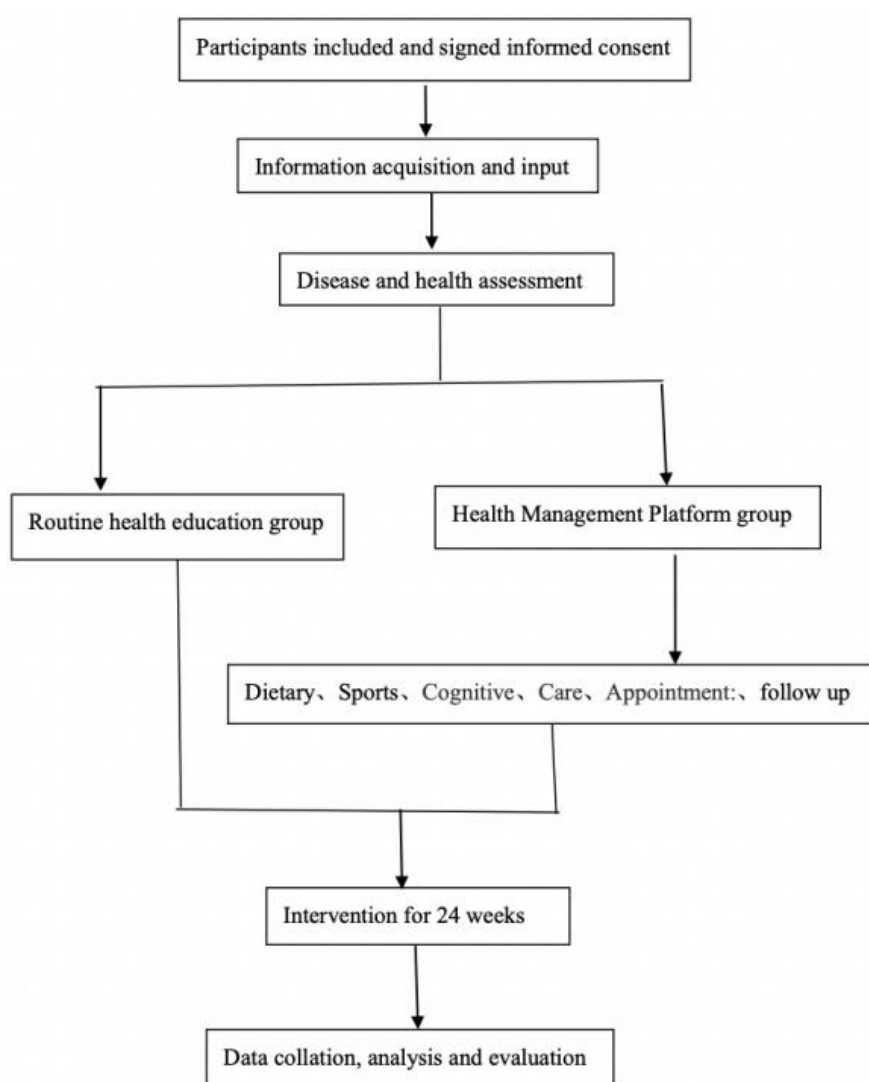 Participants included and signed informed consent
Information acquisition and input
Disease and health assessment
Routine health education group
Health Management Platform group
Dietary、Sports、Cognitive、Care、Appointment:、follow up
Intervention for 24 weeks
Data collation, analysis and evaluation